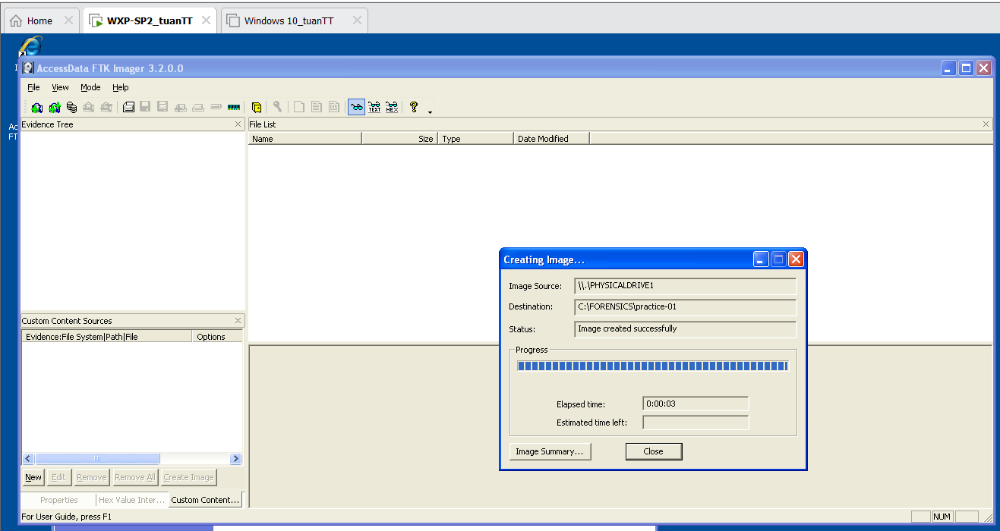 Home
WXP-SP2_tuanTT
Windows 10_tuanTT
AccessData FTK Imager 3.2.0.0
File View Mode Help
TEXT HEX
Ac
FT
Evidence Tree
File List
Name Size Type Date Modified
Creating Image...
Image Source: \\.\PHYSICALDRIVE1
Destination: C:\FORENSICS\practice-01
Status: Image created successfully
Progress
Elapsed time: 0:00:03
Estimated time left:
Image Summary... Close
Custom Content Sources
Evidence:File System|Path|File Options
New Edit Remove Remove All Create Image
Properties Hex Value Inter... Custom Content...
For User Guide, press F1
NUM